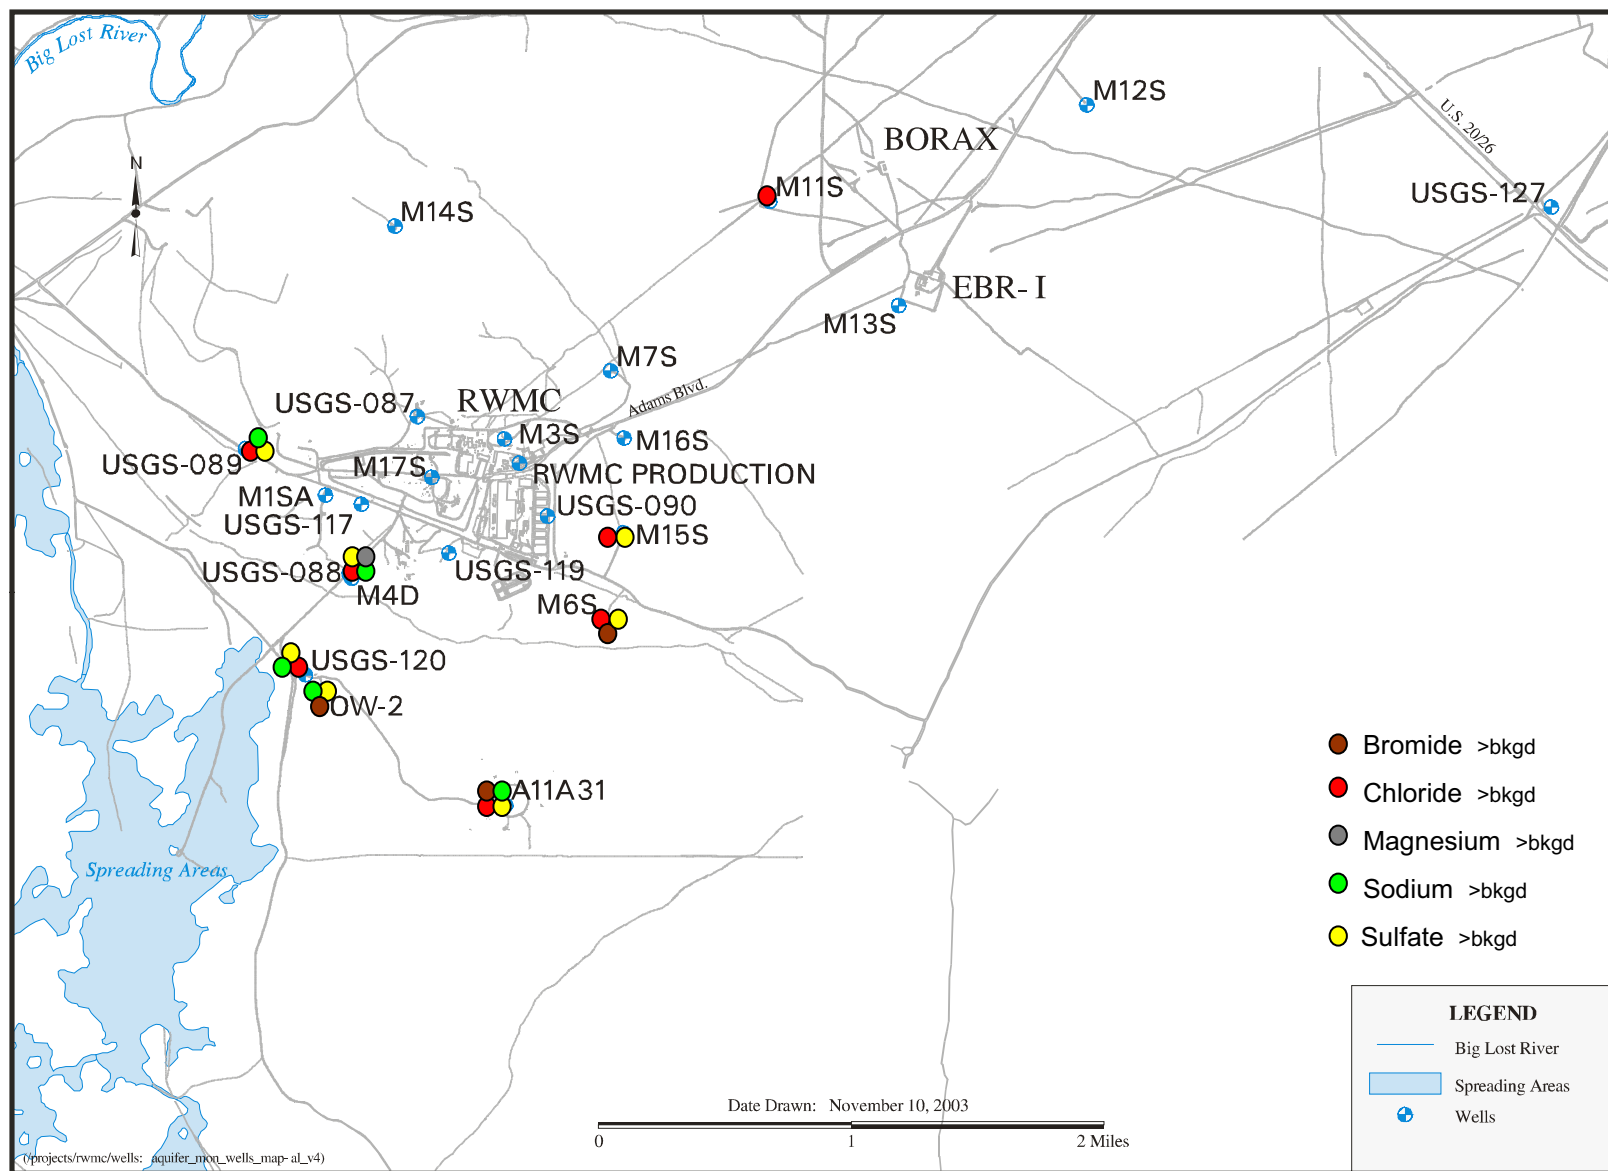 Big Lost River
M12S
BORAX
U.S. 20/26
N
M11S
USGS-127
M14S
EBR- I
M13S
M7S
Adams Blvd.
USGS-087
RWMC
M3S
M16S
USGS-089
M17S
RWMC PRODUCTION
M1SA
USGS-090
USGS-117
M15S
USGS-088
USGS-119
M4D
M6S
USGS-120
OW-2
Bromide >bkgd
A11A31
Chloride >bkgd
Magnesium >bkgd
Spreading Areas
Sodium >bkgd
Sulfate >bkgd
LEGEND
Big Lost River
Spreading Areas
Wells
Date Drawn: November 10, 2003
0 1 2 Miles
(/projects/rwmc/wells: aquifer_mon_wells_map- al_v4)